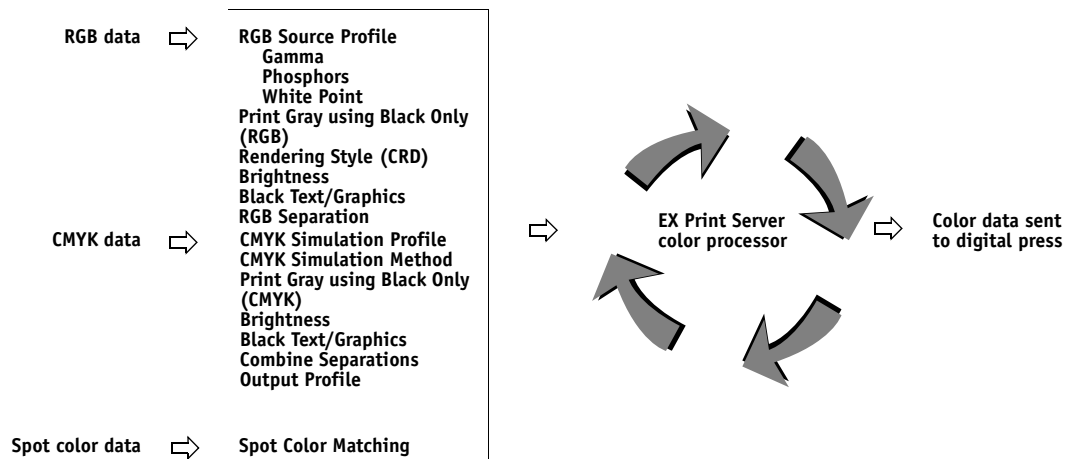 RGB data
RGB Source Profile
Gamma
Phosphors
White Point
Print Gray using Black Only
(RGB)
Rendering Style (CRD)
Brightness
Black Text/Graphics
RGB Separation
CMYK data
CMYK Simulation Profile
CMYK Simulation Method
Print Gray using Black Only
(CMYK)
Brightness
Black Text/Graphics
Combine Separations
Output Profile
Spot color data
Spot Color Matching
EX Print Server
color processor
Color data sent
to digital press